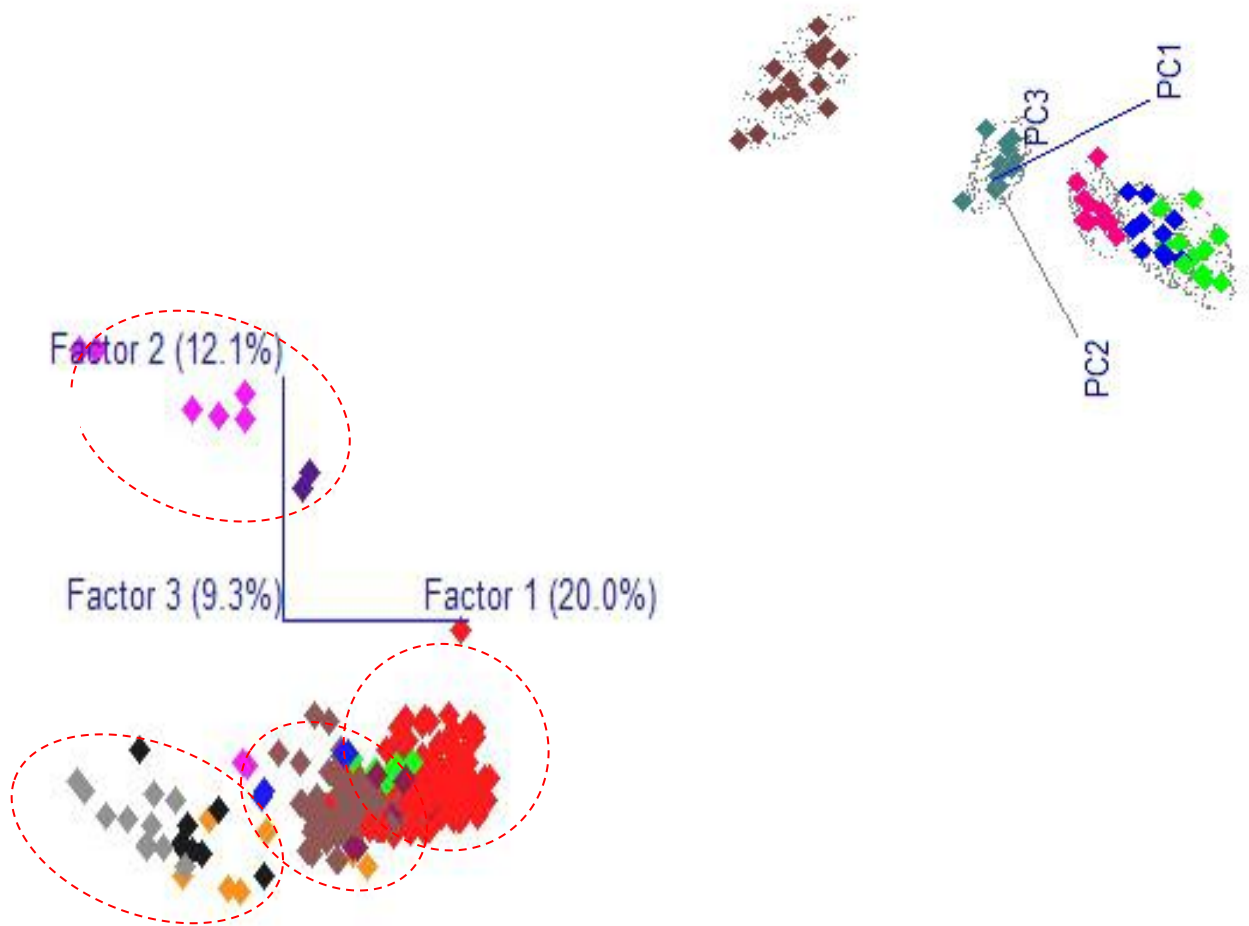 PC1
PC3
PC2
Factor 2 (12.1%)
Factor 3 (9.3%)
Factor 1 (20.0%)